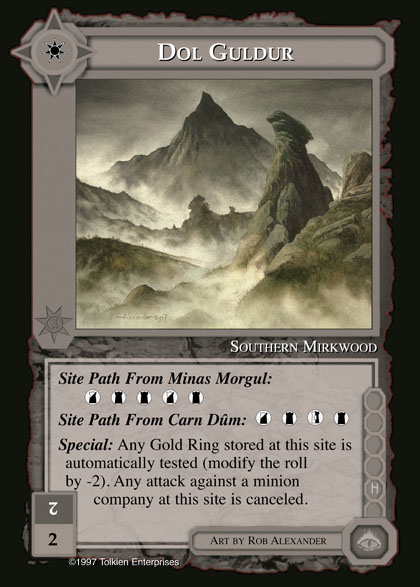 Dol Guldur
Southern Mirkwood
Site Path From Minas Morgul:
Site Path From Carn Dûm:
Special: Any Gold Ring stored at this site is
automatically tested (modify the roll
by -2). Any attack against a minion
company at this site is canceled.
H
2
2
Art by Rob Alexander
©1997 Tolkien Enterprises